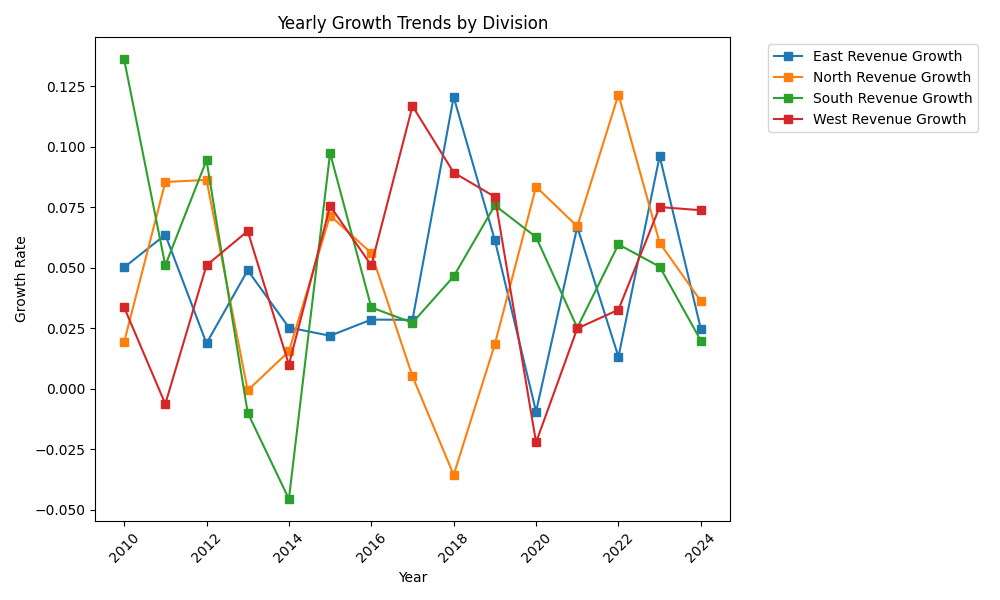 Yearly Growth Trends by Division
East Revenue Growth
North Revenue Growth
South Revenue Growth
West Revenue Growth
Growth Rate
0.125
0.100
0.075
0.050
0.025
0.000
−0.025
−0.050
2010
2012
2014
2016
2018
2020
2022
2024
Year